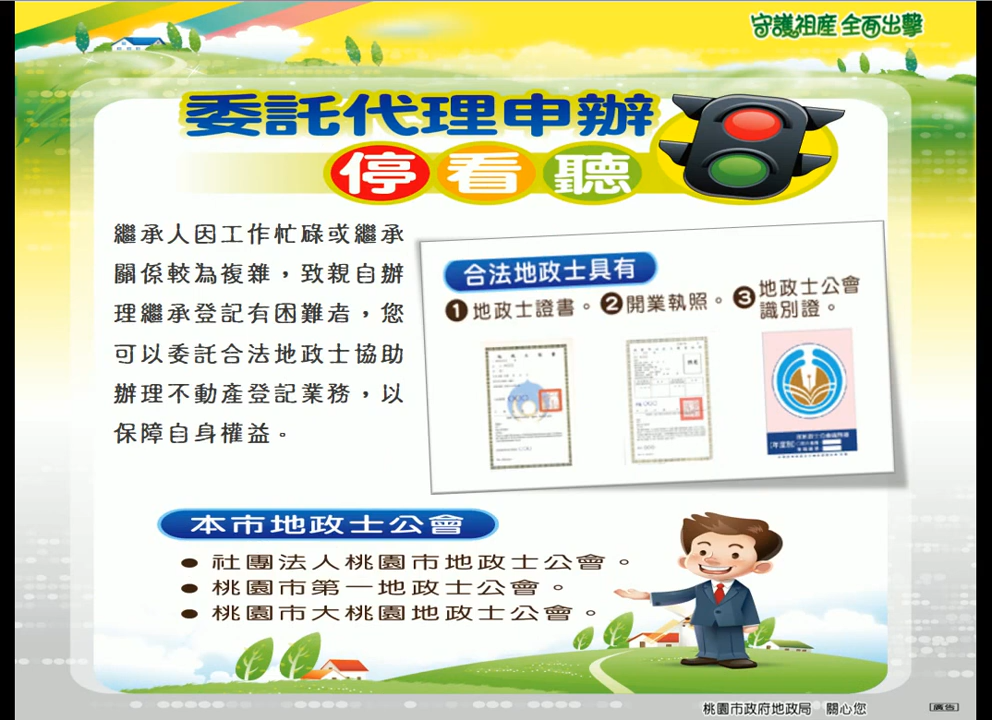 守護祖産 全面出擊
委託代理申辦
停看聽
繼承人因工作忙碌或繼承
關係較為複雜，致親自辦
理繼承登記有困難者，您
可以委託合法地政士協助
辦理不動產登記業務，以
保障自身權益。
合法地政士具有
❶地政士證書。❷開業執照。❸地政士公會
識別證。
本市地政士公會
● 社團法人桃園市地政士公會。
● 桃園市第一地政士公會。
● 桃園市大桃園地政士公會。
桃園市政府地政局 關心您
[廣告]